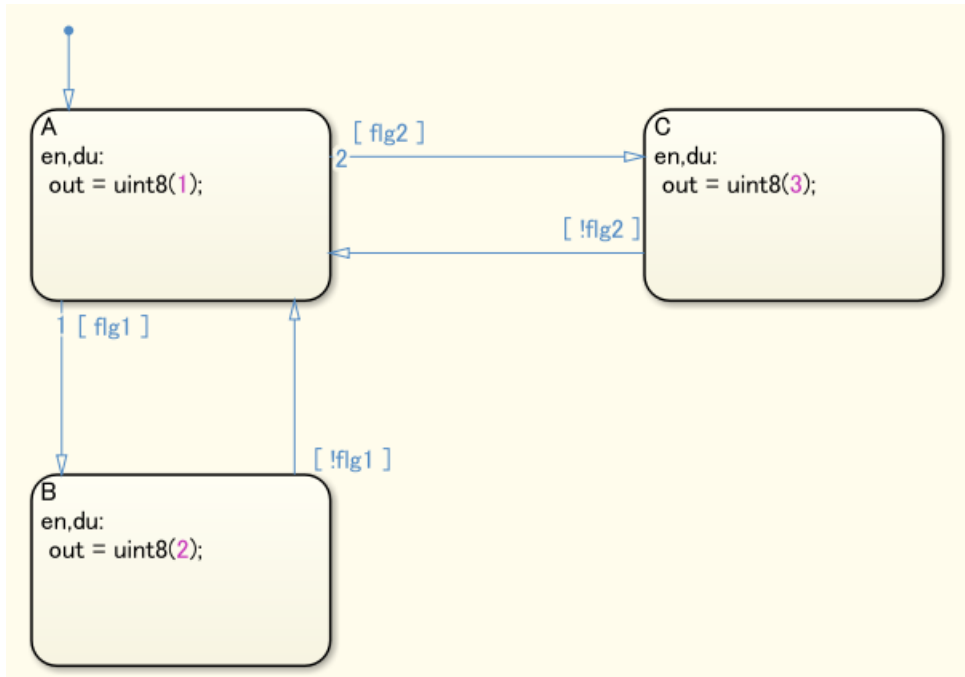 A
en,du:
out = uint8(1);
[ flg2 ]
2
C
en,du:
out = uint8(3);
[ !flg2 ]
1 [ flg1 ]
[ !flg1 ]
B
en,du:
out = uint8(2);